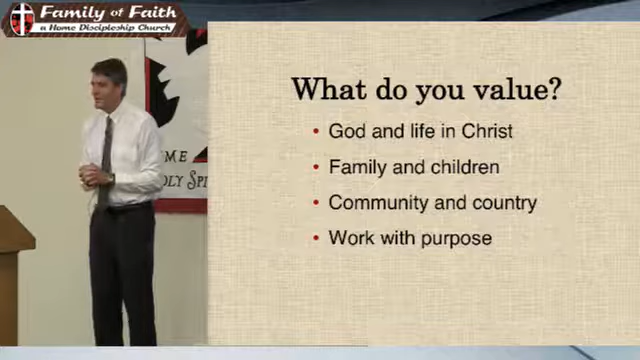 Family of Faith
a Home Discipleship Church
What do you value?
• God and life in Christ
• Family and children
• Community and country
• Work with purpose